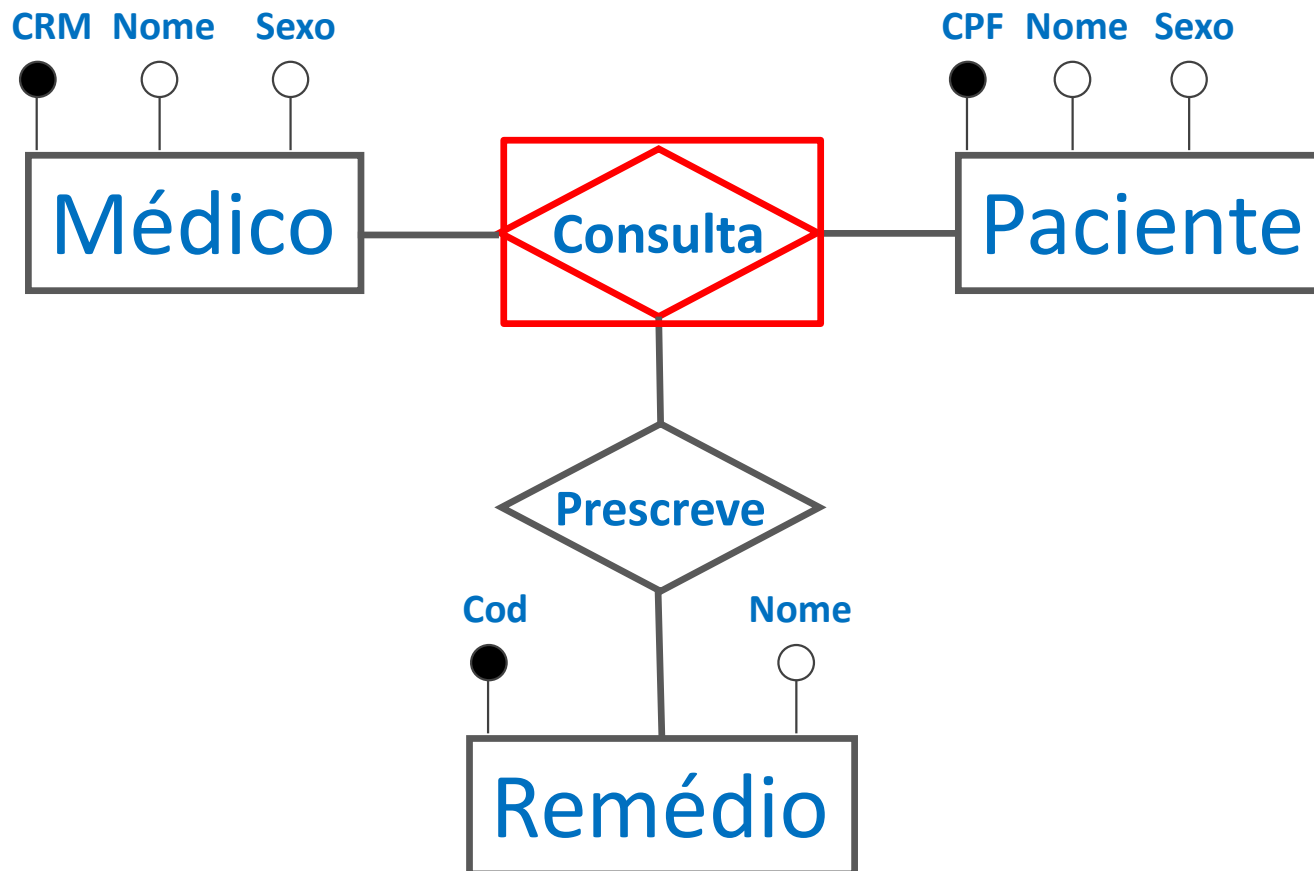 CRM Nome Sexo
CPF Nome Sexo
Médico
Consulta
Paciente
Prescreve
Cod
Nome
Remédio